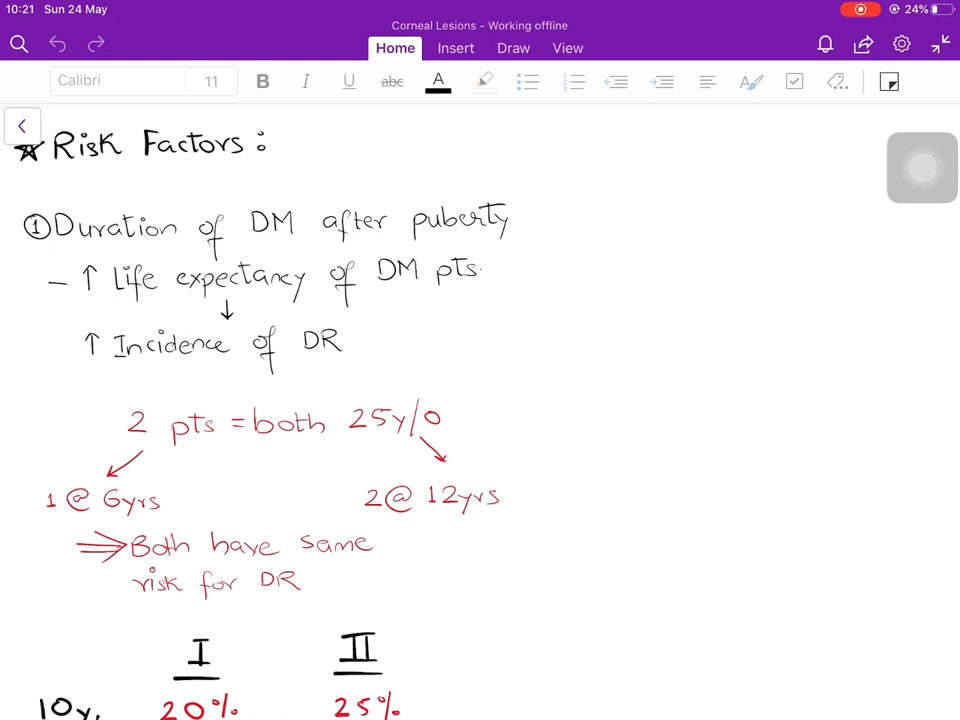 10:21 Sun 24 May
24%
Corneal Lesions - Working offline
Home Insert Draw View
Calibri 11 B I U abc A
★ Risk Factors :
① Duration of DM after puberty
- ↑ Life expectancy of DM pts.
↓
↑ Incidence of DR
2 pts = both 25y/o
1 @ 6yrs 2 @ 12yrs
⇒ Both have same
risk for DR
I II
10y. 20% 25%